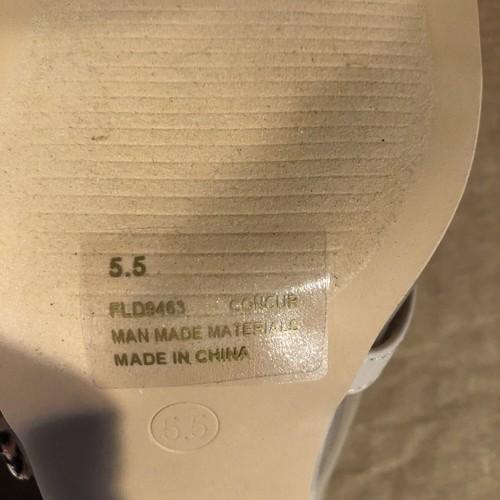 5.5
FLD9463 CONCUR
MAN MADE MATERIALS
MADE IN CHINA
5.5